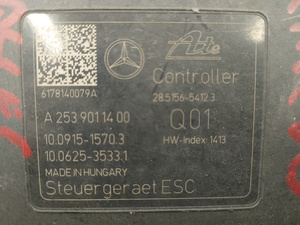 Ate
Controller
6178140079A
28.5156-5412.3
A 253 901 14 00
Q01
10.0915-1570.3
HW-Index: 1413
10.0625-3533.1
MADE IN HUNGARY
Steuergeraet ESC